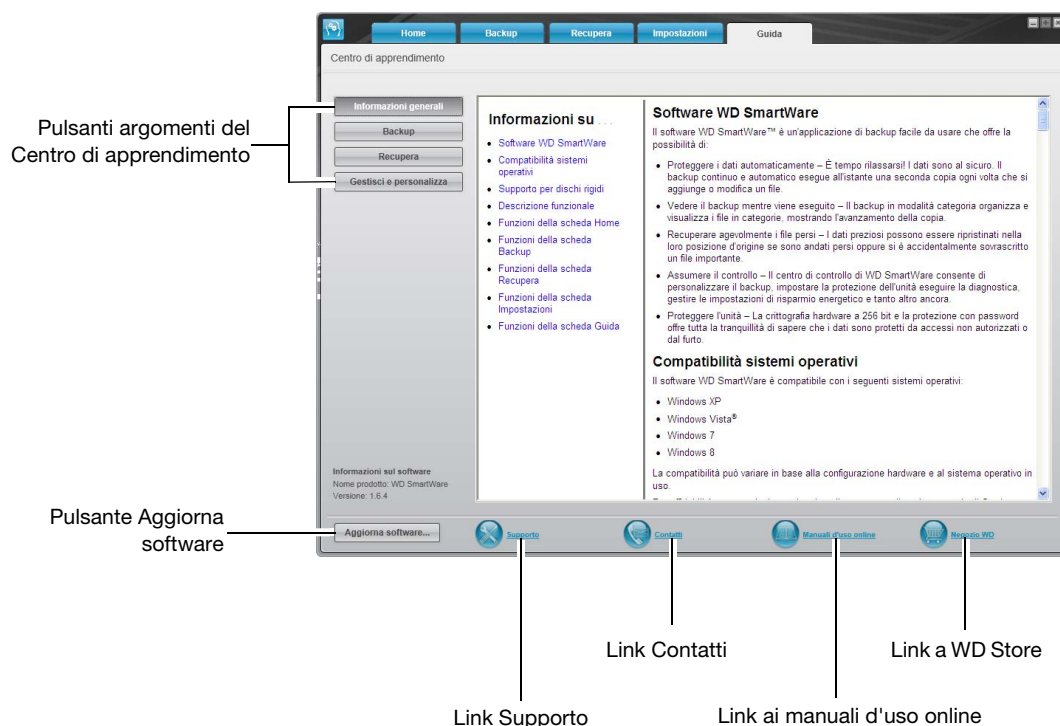 Home
Backup
Recupera
Impostazioni
Guida
Centro di apprendimento
Pulsanti argomenti del
Centro di apprendimento
Informazioni generali
Backup
Recupera
Gestisci e personalizza
Informazioni su . . .
• Software WD SmartWare
• Compatibilità sistemi
operativi
• Supporto per dischi rigidi
• Descrizione funzionale
• Funzioni della scheda Home
• Funzioni della scheda
Backup
• Funzioni della scheda
Recupera
• Funzioni della scheda
Impostazioni
• Funzioni della scheda Guida
Software WD SmartWare
Il software WD SmartWare™ è un'applicazione di backup facile da usare che offre la
possibilità di:
• Proteggere i dati automaticamente – È tempo rilassarsi! I dati sono al sicuro. Il
backup continuo e automatico esegue all'istante una seconda copia ogni volta che si
aggiunge o modifica un file.
• Vedere il backup mentre viene eseguito – Il backup in modalità categoria organizza e
visualizza i file in categorie, mostrando l'avanzamento della copia.
• Recuperare agevolmente i file persi – I dati preziosi possono essere ripristinati nella
loro posizione d'origine se sono andati persi oppure si è accidentalmente sovrascritto
un file importante.
• Assumere il controllo – Il centro di controllo di WD SmartWare consente di
personalizzare il backup, impostare la protezione dell'unità eseguire la diagnostica,
gestire le impostazioni di risparmio energetico e tanto altro ancora.
• Proteggere l'unità – La crittografia hardware a 256 bit e la protezione con password
offre tutta la tranquillità di sapere che i dati sono protetti da accessi non autorizzati o
dal furto.
Compatibilità sistemi operativi
Il software WD SmartWare è compatibile con i seguenti sistemi operativi:
• Windows XP
• Windows Vista®
• Windows 7
• Windows 8
La compatibilità può variare in base alla configurazione hardware e al sistema operativo in
uso.
Informazioni sul software
Nome prodotto: WD SmartWare
Versione: 1.6.4
Pulsante Aggiorna
software
Aggiorna software...
Supporto
Contatti
Manuali d'uso online
Negozio WD
Link Contatti
Link a WD Store
Link Supporto
Link ai manuali d'uso online